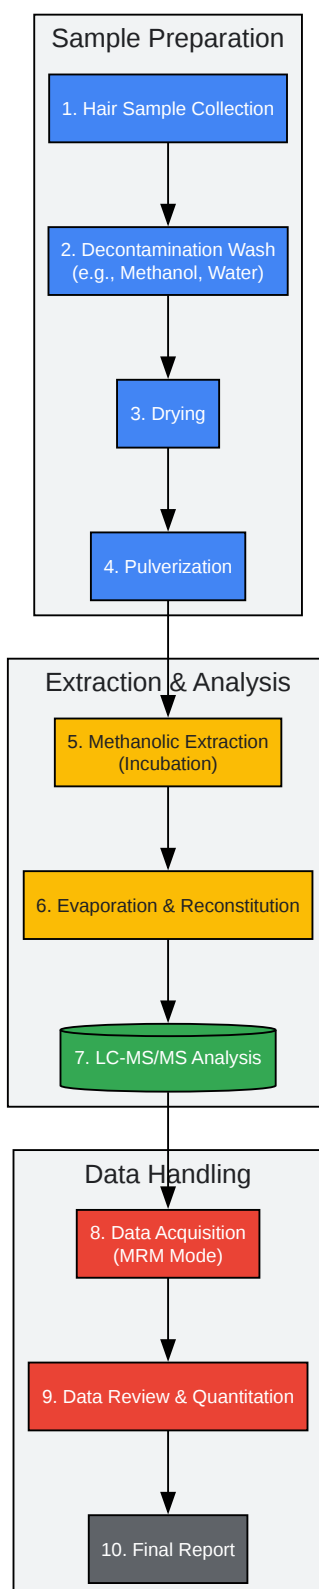 Sample Preparation
1. Hair Sample Collection
2. Decontamination Wash
(e.g., Methanol, Water)
3. Drying
4. Pulverization
Extraction & Analysis
5. Methanolic Extraction
(Incubation)
6. Evaporation & Reconstitution
7. LC-MS/MS Analysis
Data Handling
8. Data Acquisition
(MRM Mode)
9. Data Review & Quantitation
10. Final Report